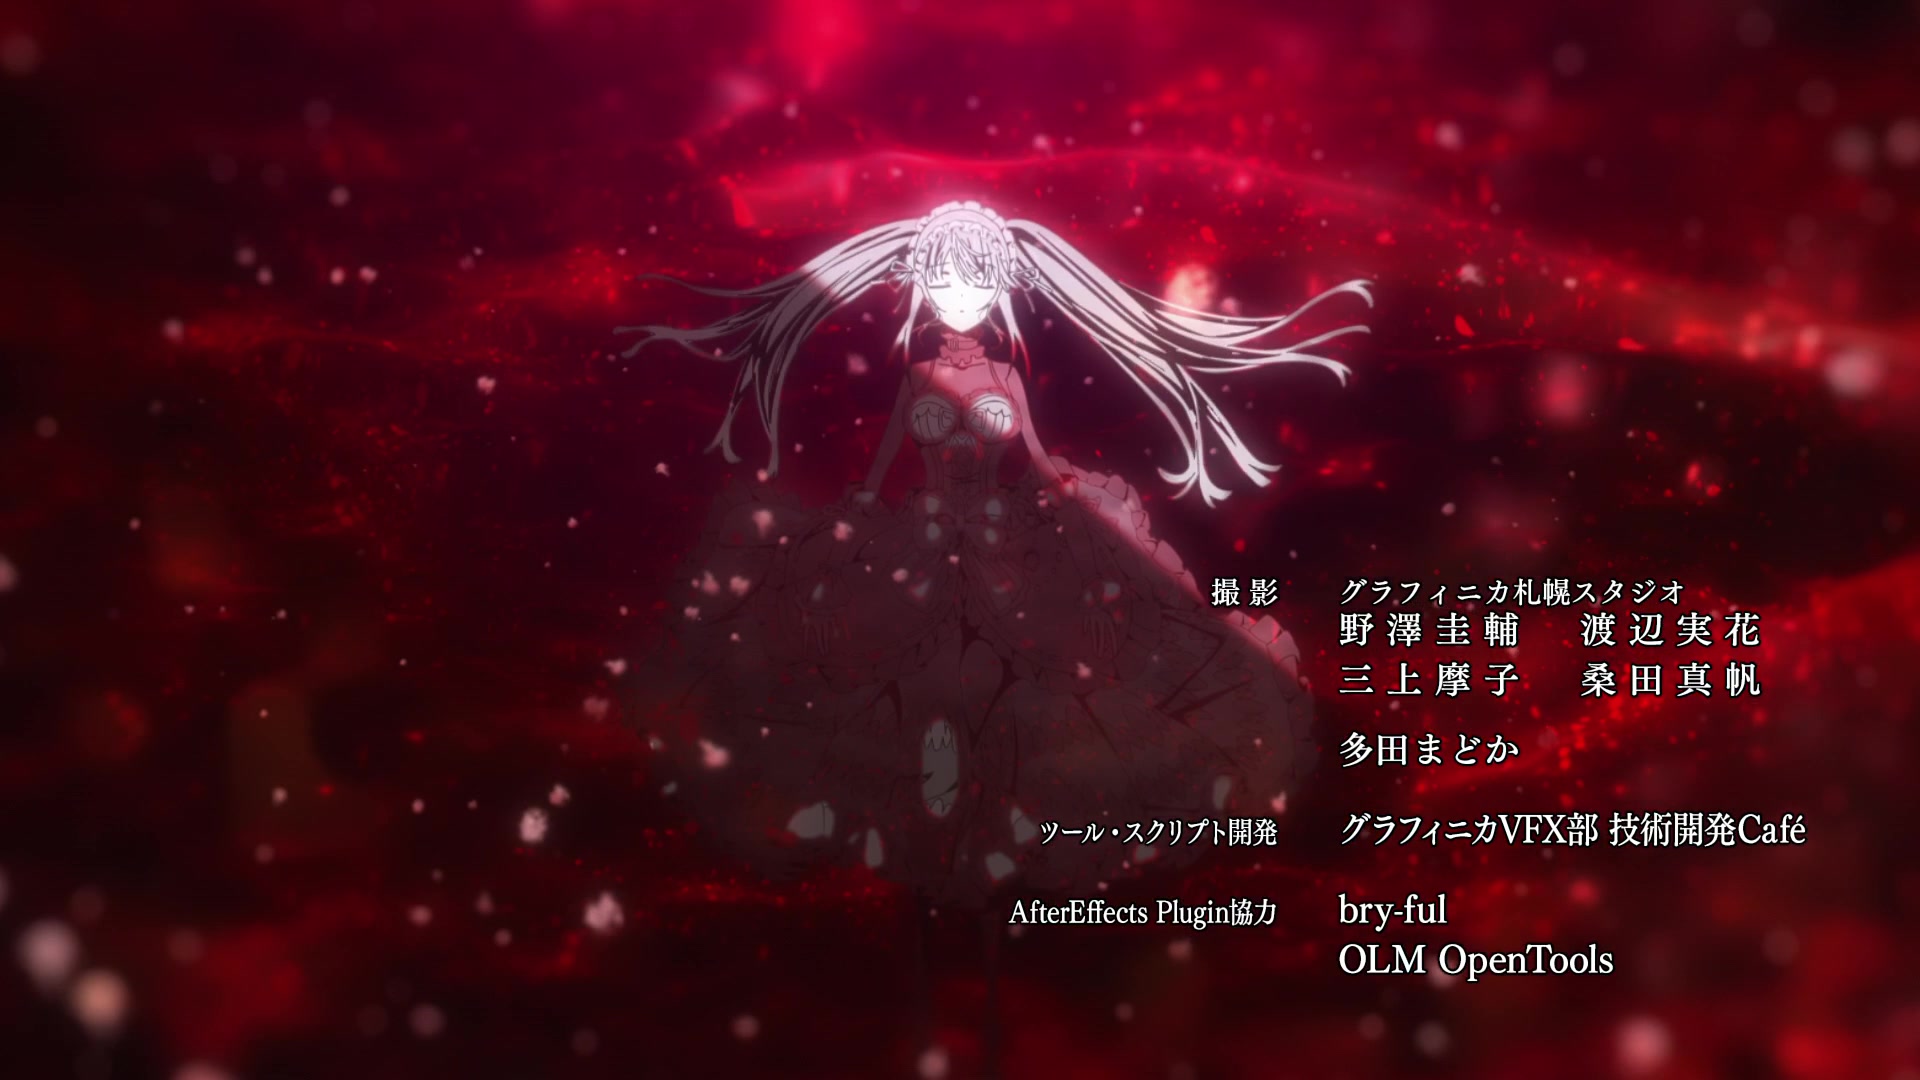 撮影 グラフィニカ札幌スタジオ
野澤圭輔 渡辺実花
三上摩子 桑田真帆
多田まどか
ツール・スクリプト開発 グラフィニカVFX部 技術開発Café
AfterEffects Plugin協力 bry-ful
OLM OpenTools